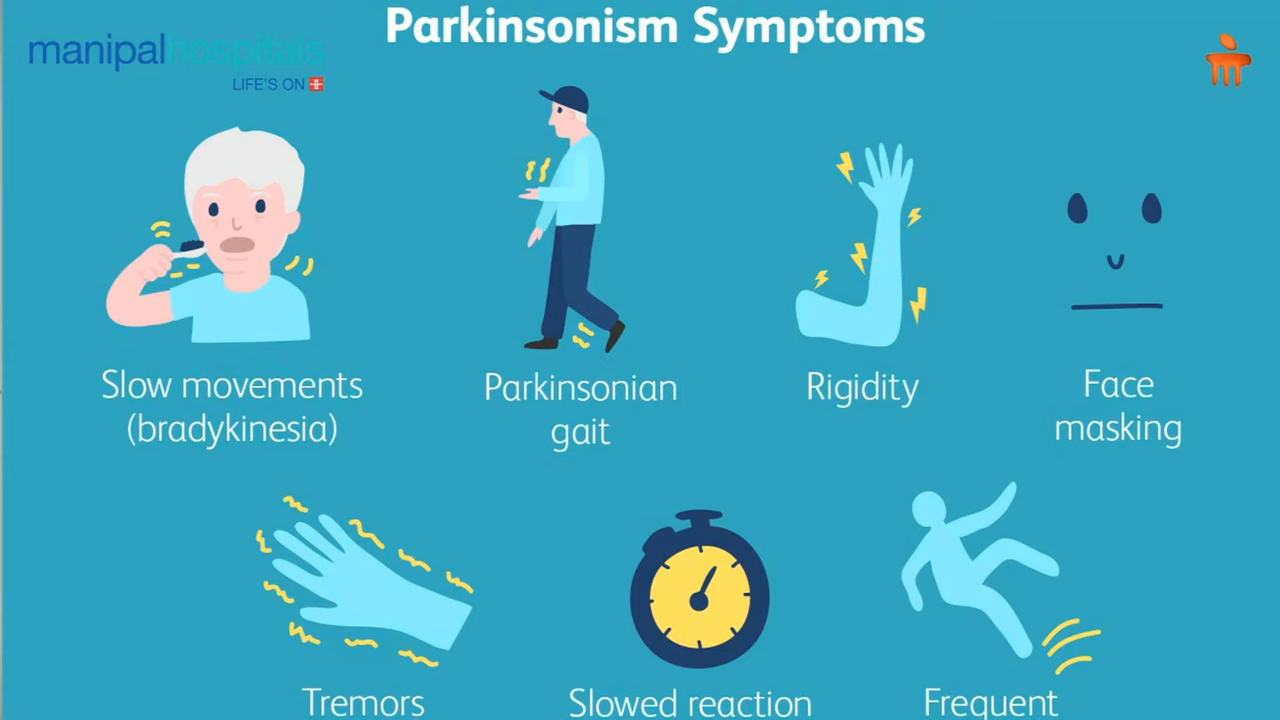 Parkinsonism Symptoms
manipalhospitals
LIFE'S ON
Slow movements
(bradykinesia)
Parkinsonian
gait
Rigidity
Face
masking
Tremors
Slowed reaction
Frequent